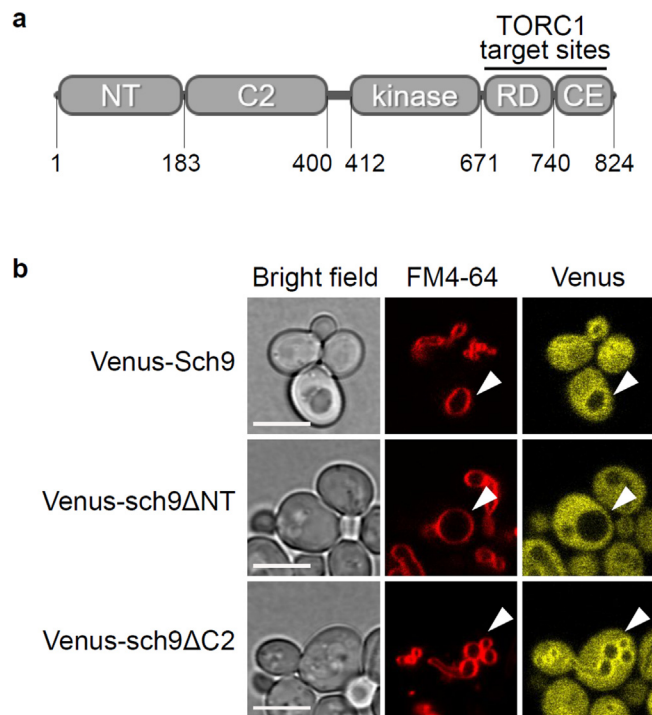 a
TORC1
target sites
NT C2 kinase RD CE
1 183 400 412 671 740 824
b
Bright field FM4-64 Venus
Venus-Sch9
Venus-sch9ΔNT
Venus-sch9ΔC2